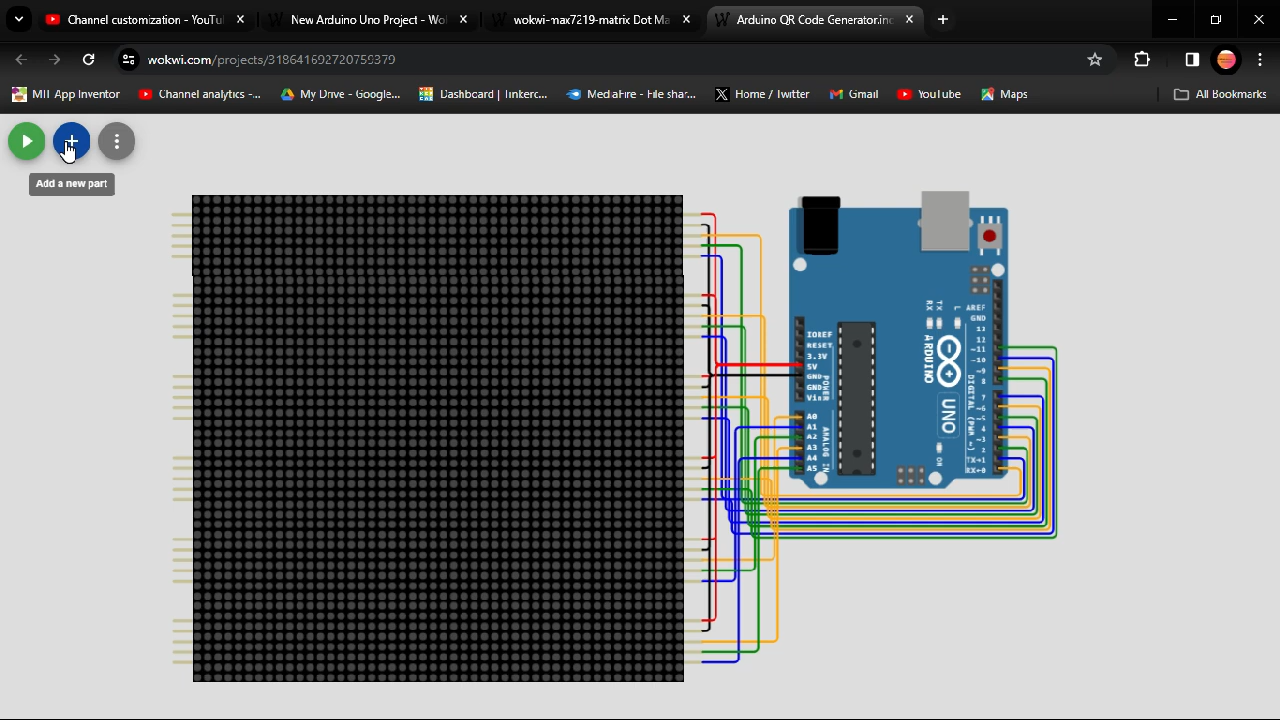 Channel customization - YouTu
New Arduino Uno Project - Wo
wokwi-max7219-matrix Dot Ma
Arduino QR Code Generator.in
wokwi.com/projects/318641692720759379
MIT App Inventor
Channel analytics -...
My Drive - Google...
Dashboard | Tinkerc...
MediaFire - File shar...
Home / Twitter
Gmail
YouTube
Maps
All Bookmarks
Add a new part
RX
TX
L
AREF
GND
13
12
~11
~10
~9
8
7
~6
~5
4
~3
2
TX→1
RX←0
DIGITAL (PWM ~)
IOREF
RESET
3.3V
5V
GND
GND
Vin
POWER
A0
A1
A2
A3
A4
A5
ANALOG IN
ARDUINO
UNO
ON